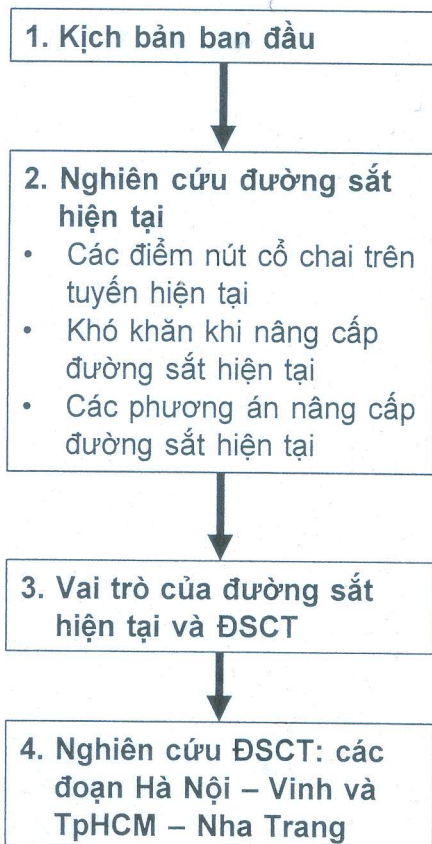 1. Kịch bản ban đầu
2. Nghiên cứu đường sắt
hiện tại
• Các điểm nút cổ chai trên
tuyến hiện tại
• Khó khăn khi nâng cấp
đường sắt hiện tại
• Các phương án nâng cấp
đường sắt hiện tại
3. Vai trò của đường sắt
hiện tại và ĐSCT
4. Nghiên cứu ĐSCT: các
đoạn Hà Nội – Vinh và
TpHCM – Nha Trang